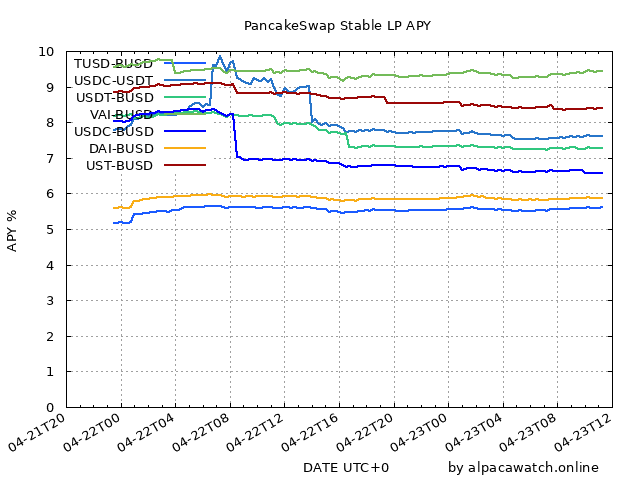 PancakeSwap Stable LP APY
10
9
8
7
6
5
4
3
2
1
0
APY %
TUSD-BUSD
USDC-USDT
USDT-BUSD
VAI-BUSD
USDC-BUSD
DAI-BUSD
UST-BUSD
04-21T20
04-22T00
04-22T04
04-22T08
04-22T12
04-22T16
04-22T20
04-23T00
04-23T04
04-23T08
04-23T12
DATE UTC+0 by alpacawatch.online